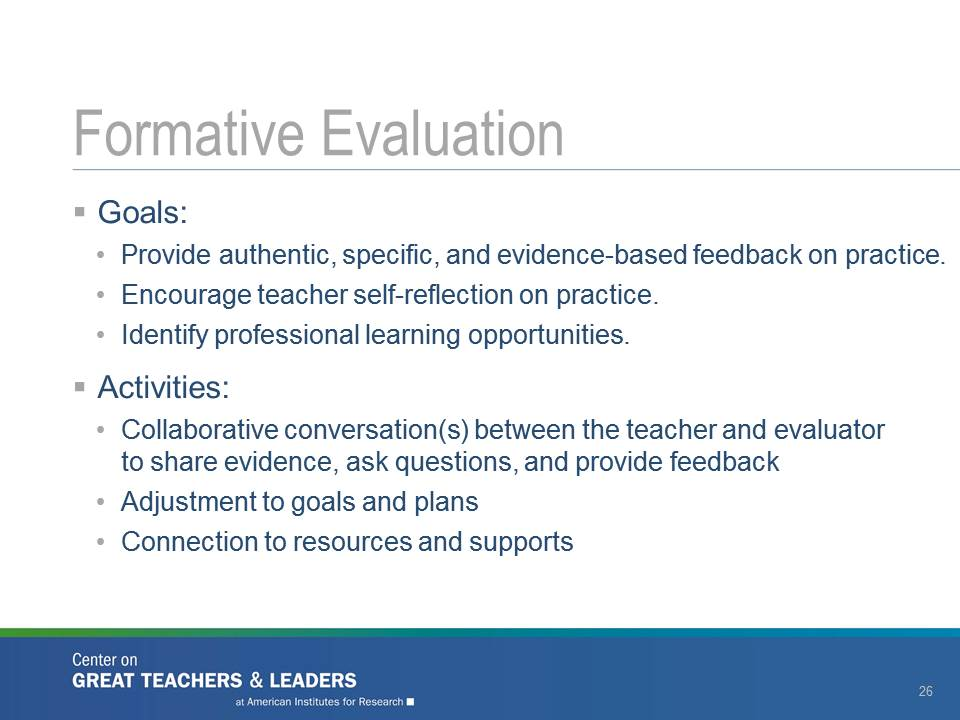 Formative Evaluation
▪ Goals:
• Provide authentic, specific, and evidence-based feedback on practice.
• Encourage teacher self-reflection on practice.
• Identify professional learning opportunities.
▪ Activities:
• Collaborative conversation(s) between the teacher and evaluator
to share evidence, ask questions, and provide feedback
• Adjustment to goals and plans
• Connection to resources and supports
Center on
GREAT TEACHERS & LEADERS
at American Institutes for Research ■
26